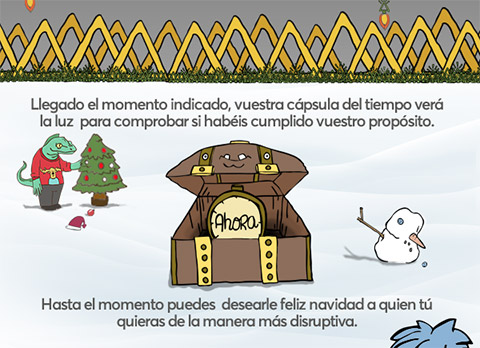 Llegado el momento indicado, vuestra cápsula del tiempo verá
la luz para comprobar si habéis cumplido vuestro propósito.
Ahora
Hasta el momento puedes desearle feliz navidad a quien tú
quieras de la manera más disruptiva.